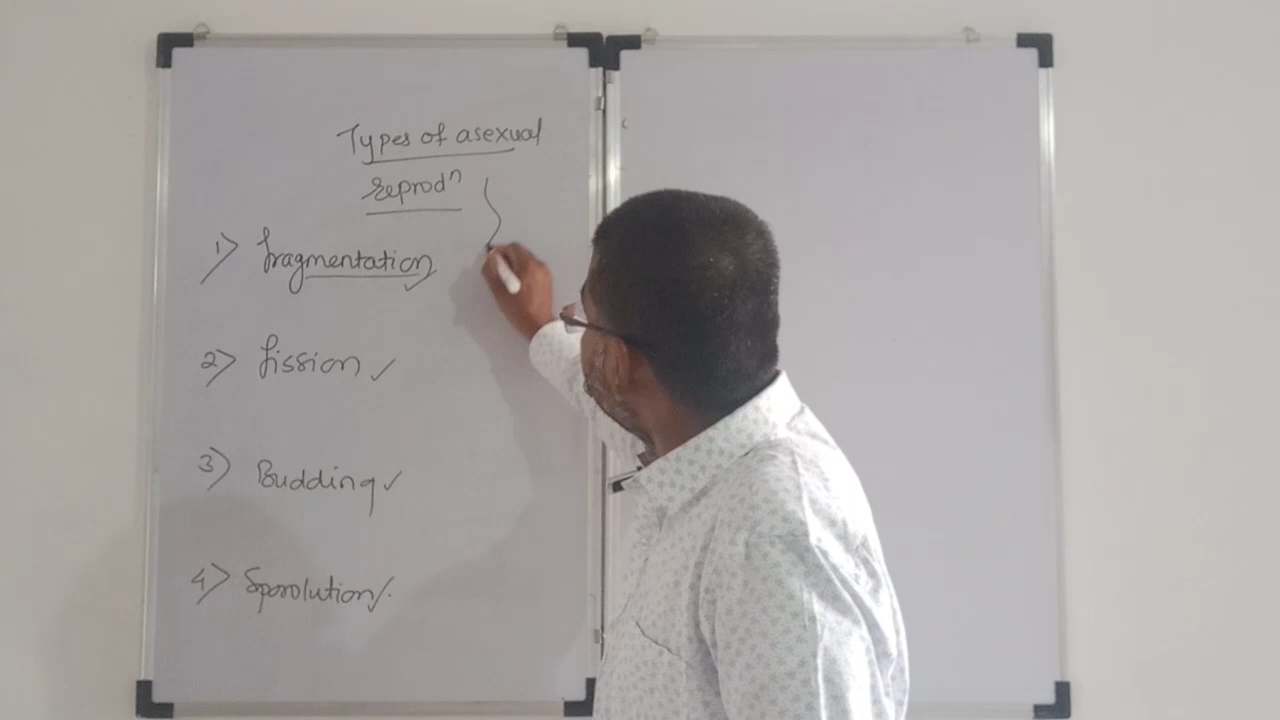 Types of asexual
reprodⁿ
1) fragmentation
2) fission ✓
3) Budding ✓
4) Sporolution